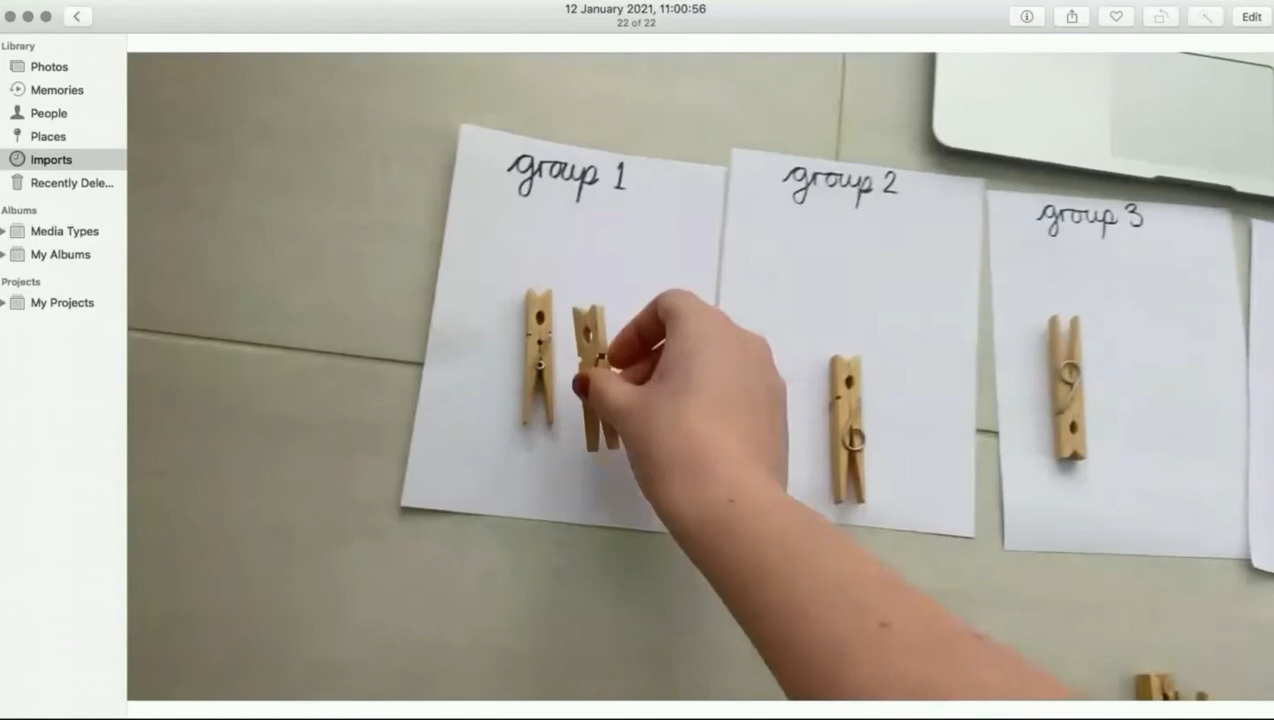 12 January 2021, 11:00:56
22 of 22
Edit
Library
Photos
Memories
People
Places
Imports
Recently Dele...
Albums
Media Types
My Albums
Projects
My Projects
group 1
group 2
group 3